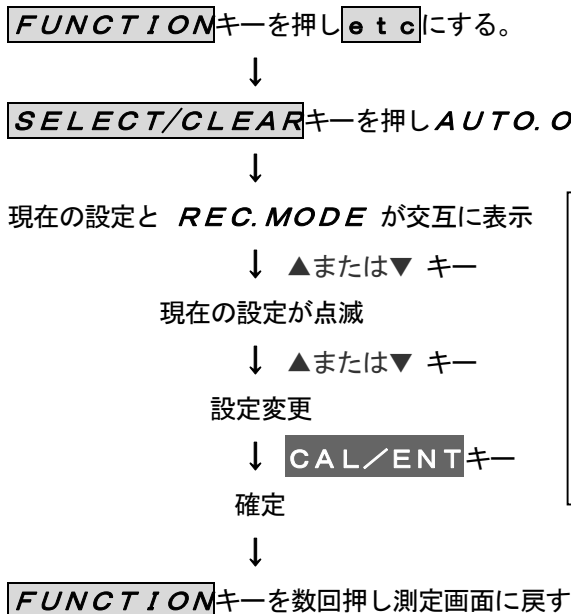 FUNCTIONキーを押しetcにする。
↓
SELECT/CLEARキーを押しAUTO.O
↓
現在の設定と REC.MODE が交互に表示
↓ ▲または▼ キー
現在の設定が点滅
↓ ▲または▼ キー
設定変更
↓ CAL/ENTキー
確定
↓
FUNCTIONキーを数回押し測定画面に戻す